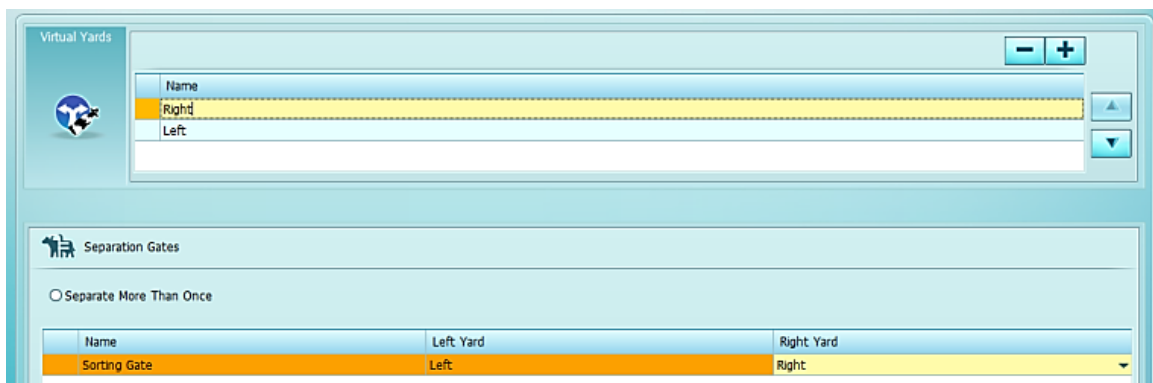 Virtual Yards
Name
Right
Left
Separation Gates
Separate More Than Once
Name Left Yard Right Yard
Sorting Gate Left Right